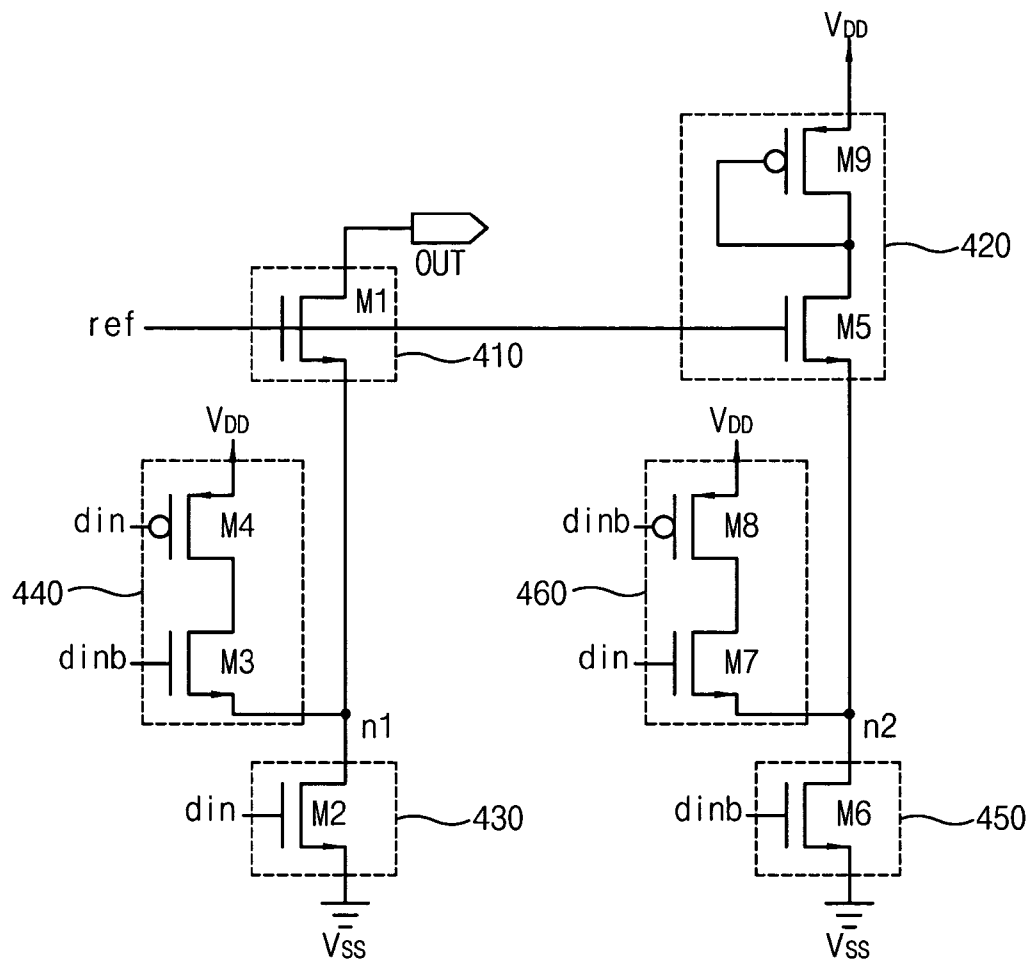 VDD
M9
420
OUT
M1
ref
M5
410
VDD
VDD
din
M4
dinb
M8
440
460
dinb
M3
din
M7
n1
n2
din
M2
430
dinb
M6
450
VSS
VSS